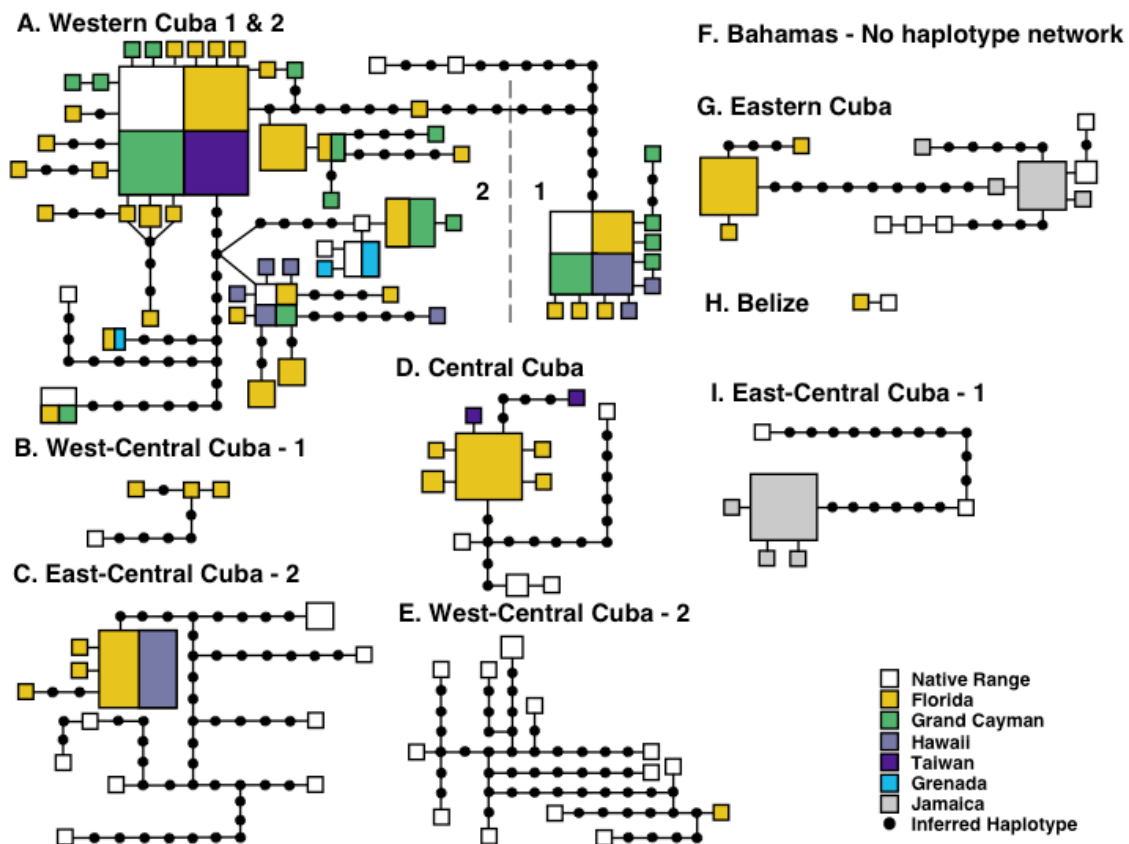 A. Western Cuba 1 & 2
F. Bahamas - No haplotype network
G. Eastern Cuba
2
1
H. Belize
D. Central Cuba
I. East-Central Cuba - 1
B. West-Central Cuba - 1
C. East-Central Cuba - 2
E. West-Central Cuba - 2
Native Range
Florida
Grand Cayman
Hawaii
Taiwan
Grenada
Jamaica
Inferred Haplotype